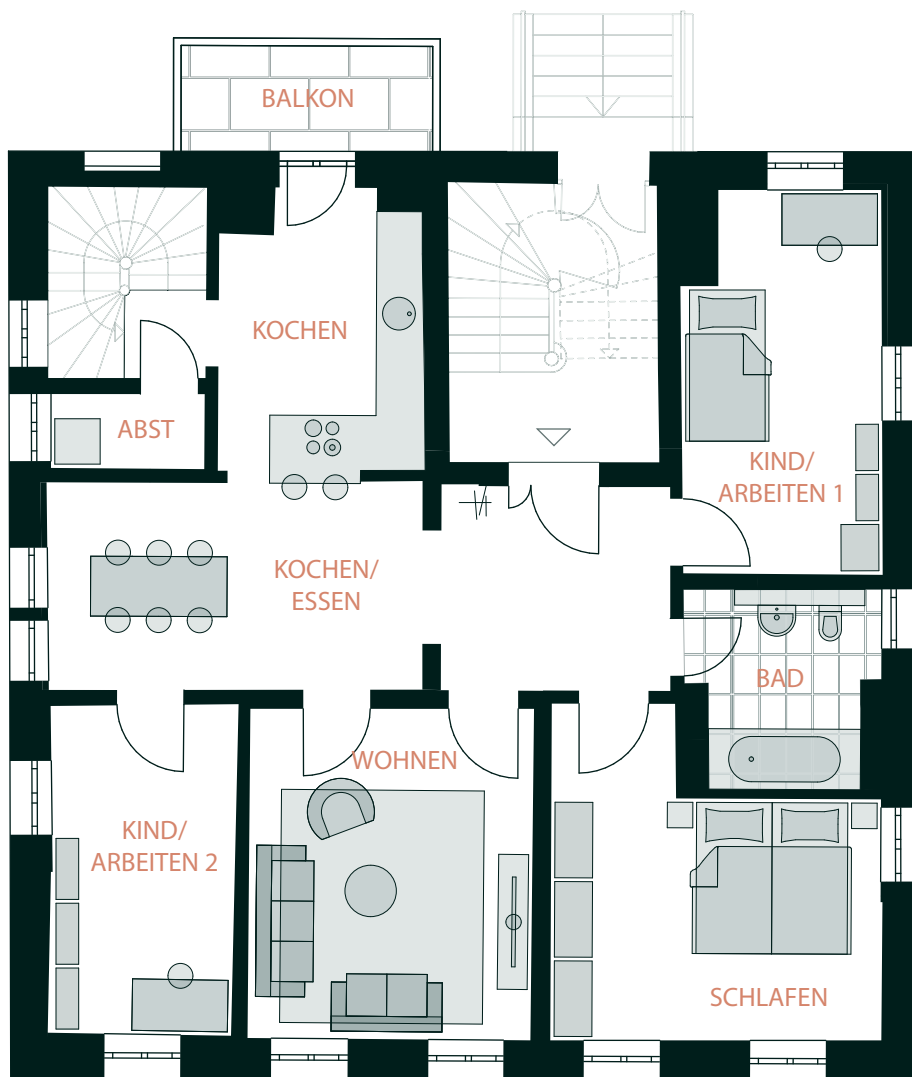 BALKON
KOCHEN
ABST
KIND/
ARBEITEN 1
KOCHEN/
ESSEN
BAD
WOHNEN
KIND/
ARBEITEN 2
SCHLAFEN